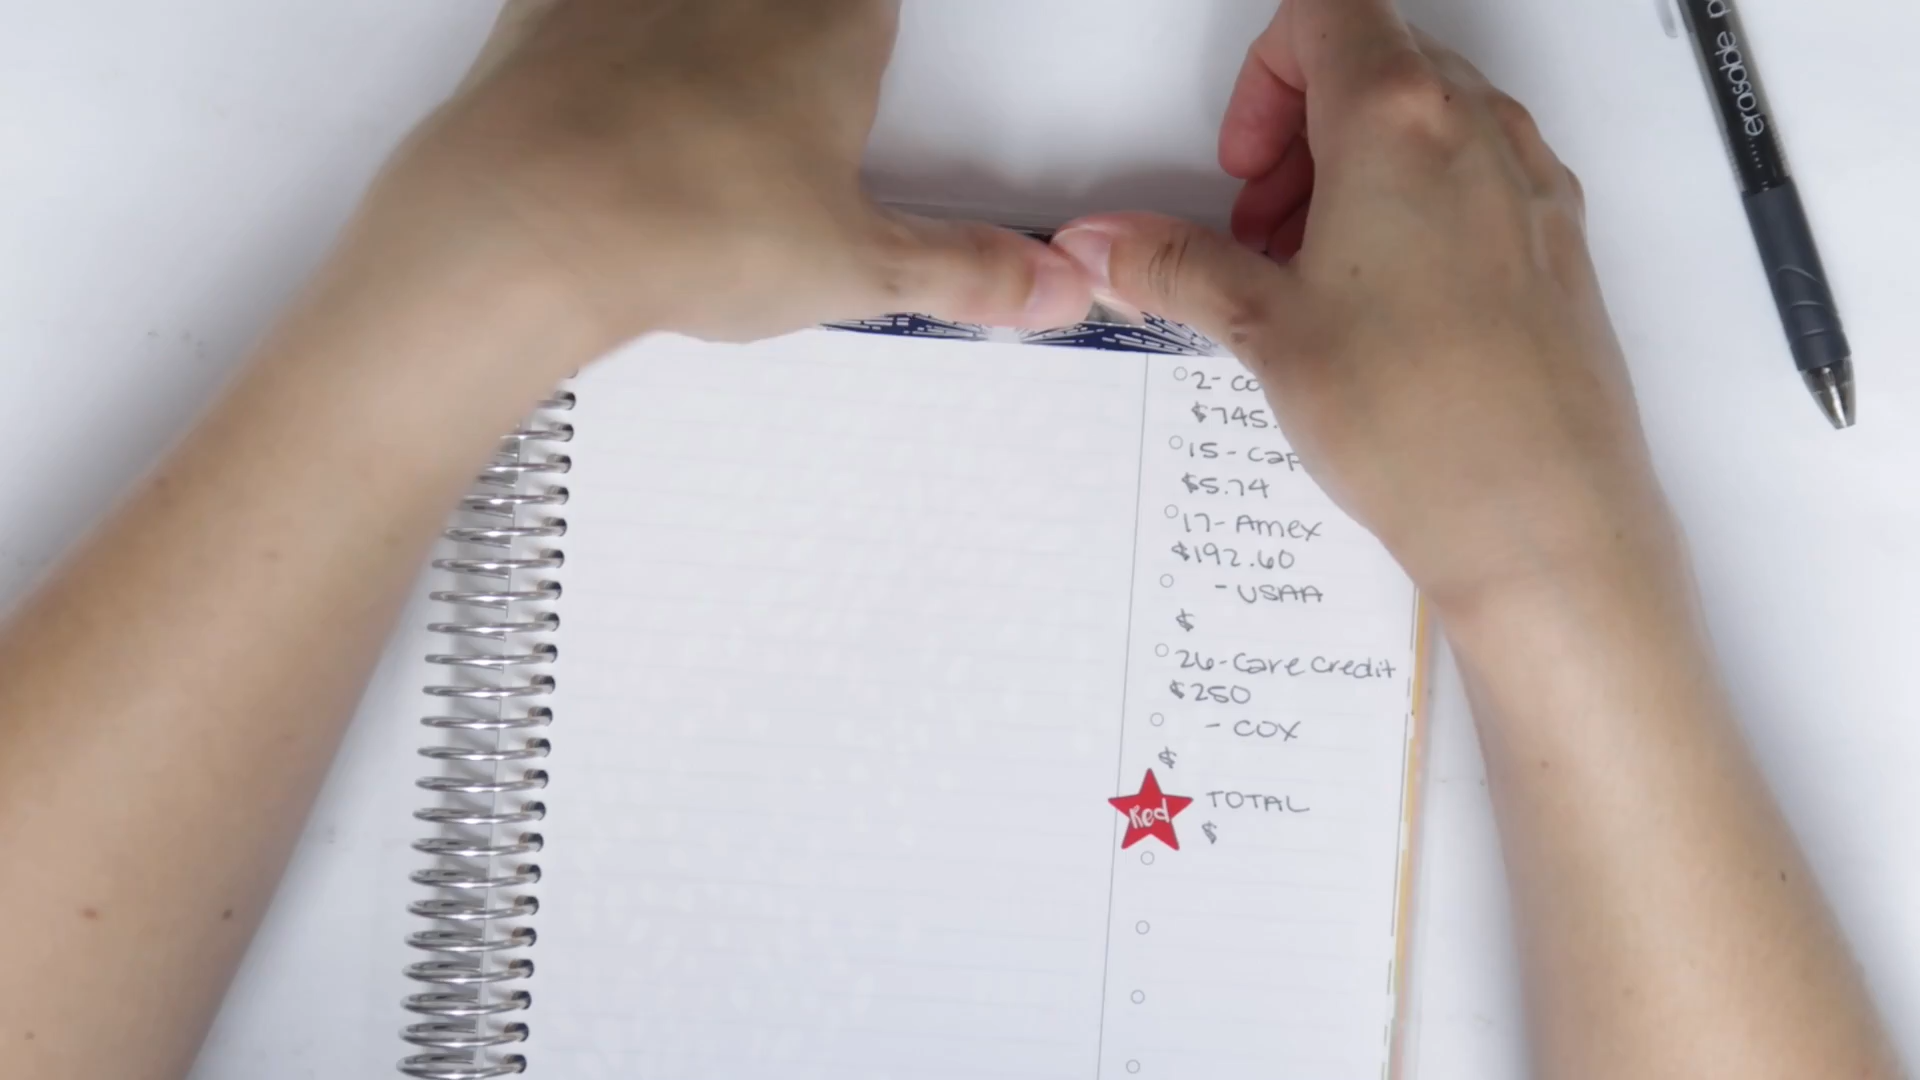 2- co
$745.
15- cap
$5.74
17- Amex
$192.60
- USAA
$
26-Care Credit
$250
- COX
$
Red TOTAL
$
erasable p